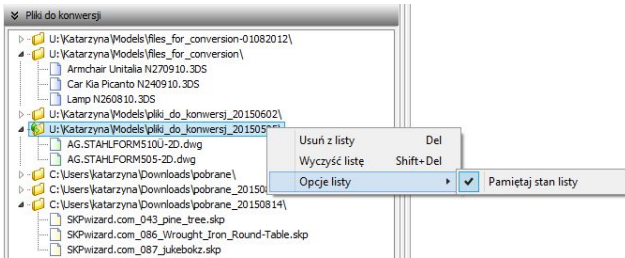 Pliki do konwersji
U:\Katarzyna\Models\files_for_conversion-01082012\
U:\Katarzyna\Models\files_for_conversion\
Armchair Unitalia N270910.3DS
Car Kia Picanto N240910.3DS
Lamp N260810.3DS
U:\Katarzyna\Models\pliki_do_konwersj_20150602\
U:\Katarzyna\Models\pliki_do_konwersj_20150505\
AG.STAHLFORM510Ü-2D.dwg
AG.STAHLFORM505-2D.dwg
C:\Users\katarzyna\Downloads\pobrane\
C:\Users\katarzyna\Downloads\pobrane_20150
C:\Users\katarzyna\Downloads\pobrane_20150814\
SKPwizard.com_043_pine_tree.skp
SKPwizard.com_086_Wrought_Iron_Round-Table.skp
SKPwizard.com_087_jukebokz.skp
Usuń z listy Del
Wyczyść listę Shift+Del
Opcje listy
Pamiętaj stan listy